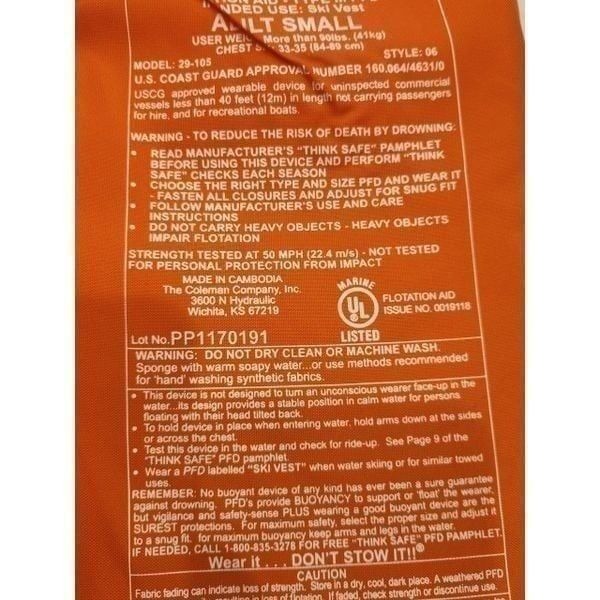 INTENDED USE: Ski Vest
ADULT SMALL
USER WEI More than 90lbs. (41kg)
CHEST 33-35 (84-89 cm)
MODEL: 29-105
STYLE: 06
U.S. COAST GUARD APPROVAL NUMBER 160.064/4631/0
USCG approved wearable device for uninspected commercial
vessels less than 40 feet (12m) in length not carrying passengers
for hire, and for recreational boats.
WARNING - TO REDUCE THE RISK OF DEATH BY DROWNING:
• READ MANUFACTURER'S "THINK SAFE" PAMPHLET
BEFORE USING THIS DEVICE AND PERFORM "THINK
SAFE" CHECKS EACH SEASON
• CHOOSE THE RIGHT TYPE AND SIZE PFD AND WEAR IT
- FASTEN ALL CLOSURES AND ADJUST FOR SNUG FIT
• FOLLOW MANUFACTURER'S USE AND CARE
INSTRUCTIONS
• DO NOT CARRY HEAVY OBJECTS - HEAVY OBJECTS
IMPAIR FLOTATION
STRENGTH TESTED AT 50 MPH (22.4 m/s) - NOT TESTED
FOR PERSONAL PROTECTION FROM IMPACT
MADE IN CAMBODIA
The Coleman Company, Inc.
3600 N Hydraulic
Wichita, KS 67219
MARINE
UL
LISTED
FLOTATION AID
ISSUE NO. 0019118
Lot No. PP1170191
WARNING: DO NOT DRY CLEAN OR MACHINE WASH.
Sponge with warm soapy water...or use methods recommended
for 'hand' washing synthetic fabrics.
• This device is not designed to turn an unconscious wearer face-up in the
water...its design provides a stable position in calm water for persons
floating with their head tilted back.
• To hold device in place when entering water, hold arms down at the sides
or across the chest.
• Test this device in the water and check for ride-up. See Page 9 of the
"THINK SAFE" PFD pamphlet.
• Wear a PFD labelled "SKI VEST" when water skiing or for similar towed
uses.
REMEMBER: No buoyant device of any kind has ever been a sure guarantee
against drowning. PFD's provide BUOYANCY to support or 'float' the wearer,
but vigilance and safety-sense PLUS wearing a good buoyant device are the
SUREST protections. For maximum safety, select the proper size and adjust it
to a snug fit. for maximum buoyancy keep arms and legs in the water.
IF NEEDED, CALL 1-800-835-3278 FOR FREE "THINK SAFE" PFD PAMPHLET.
Wear it . . . DON'T STOW IT!!®
CAUTION
Fabric fading can indicate loss of strength. Store in a dry, cool, dark place. A weathered PFD
resulting in loss of flotation. If faded, check strength or discontinue use.